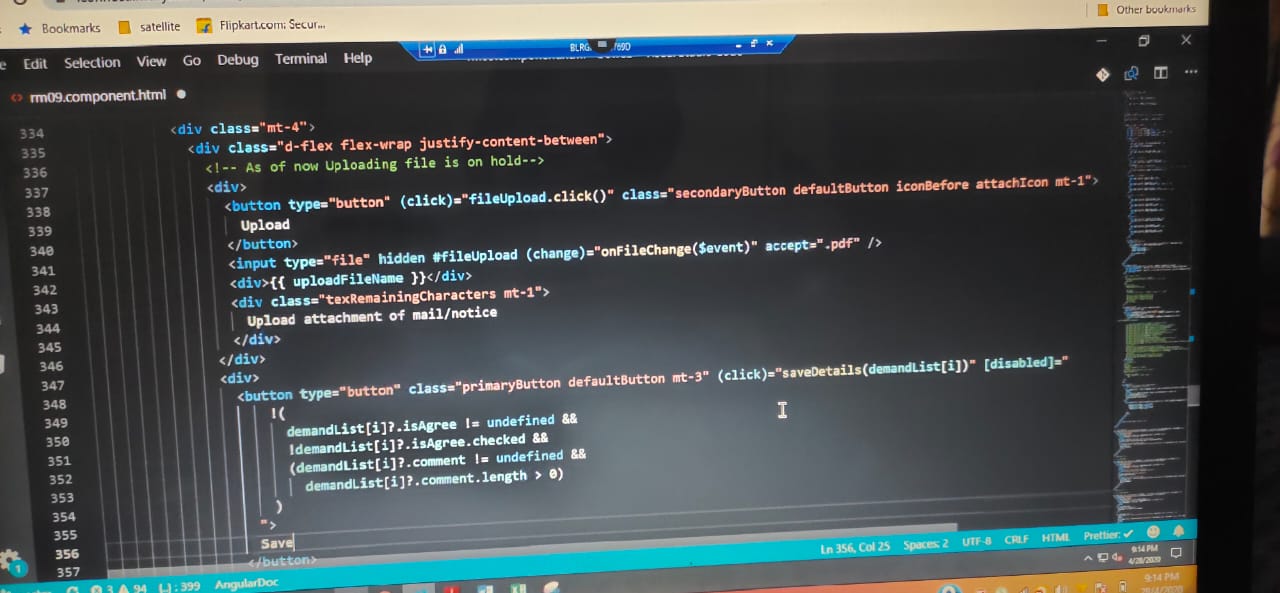 Other bookmarks
Bookmarks
satellite
Flipkart.com: Secur...
Edit Selection View Go Debug Terminal Help
rm09.component.html
334 <div class="mt-4">
335 <div class="d-flex flex-wrap justify-content-between">
336 <!-- As of now Uploading file is on hold-->
337 <div>
338 <button type="button" (click)="fileUpload.click()" class="secondaryButton defaultButton iconBefore attachIcon mt-1">
339 Upload
340 </button>
341 <input type="file" hidden #fileUpload (change)="onFileChange($event)" accept=".pdf" />
342 <div>{{ uploadFileName }}</div>
343 <div class="texRemainingCharacters mt-1">
344 Upload attachment of mail/notice
345 </div>
346 </div>
347 <div>
348 <button type="button" class="primaryButton defaultButton mt-3" (click)="saveDetails(demandList[i])" [disabled]="
349 !(
350 demandList[i]?.isAgree != undefined &&
351 !demandList[i]?.isAgree.checked &&
352 (demandList[i]?.comment != undefined &&
353 demandList[i]?.comment.length > 0)
354 )
355 ">
356 Save
357 </button>
3 94 : 399 AngularDoc
Ln 356, Col 25 Spaces: 2 UTF-8 CRLF HTML Prettier: ✓
1
9:14 PM
4/28/2020
9:14 PM